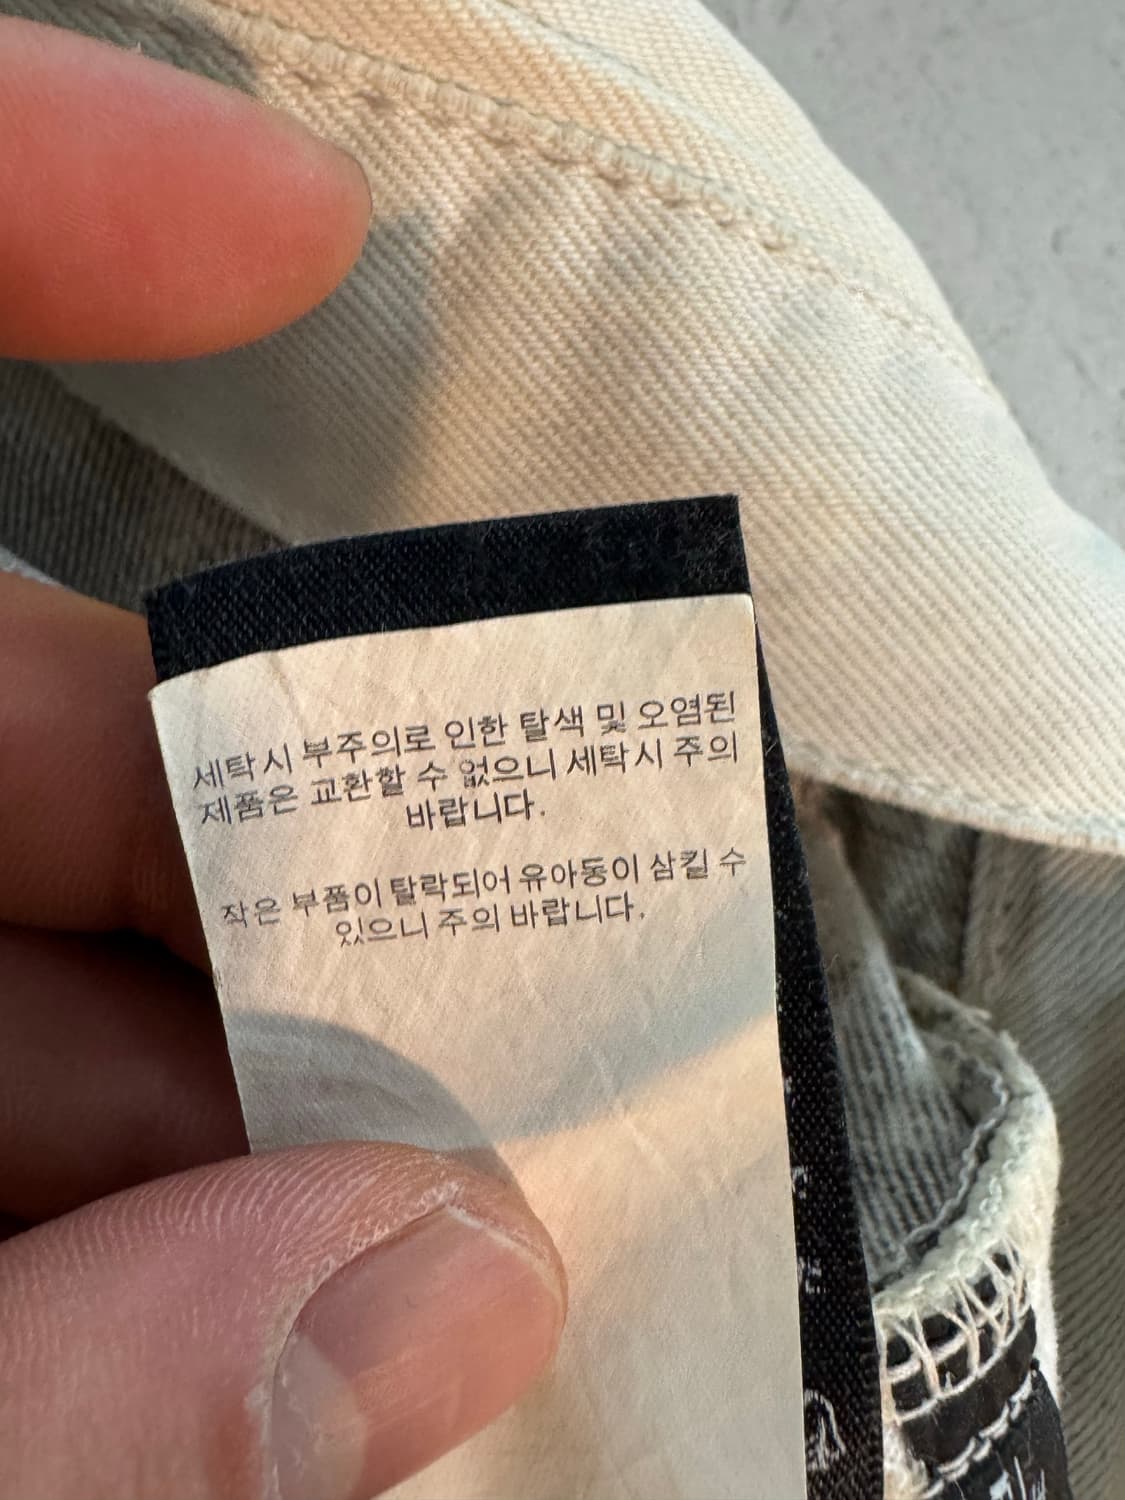 세탁시 부주의로 인한 탈색 및 오염된
제품은 교환할 수 없으니 세탁시 주의
바랍니다.
작은 부품이 탈락되어 유아동이 삼킬 수
있으니 주의 바랍니다.